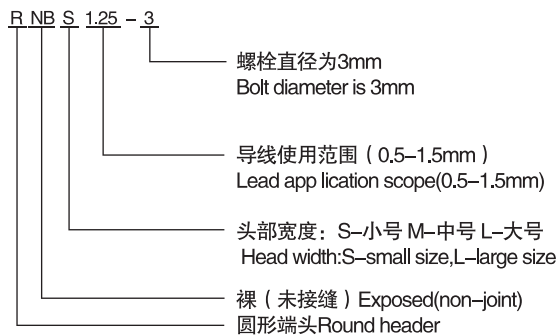 R NB S 1.25 - 3
螺栓直径为3mm
Bolt diameter is 3mm
导线使用范围（0.5–1.5mm）
Lead app lication scope(0.5–1.5mm)
头部宽度：S–小号 M–中号 L–大号
Head width:S–small size,L–large size
裸（未接缝）Exposed(non–joint)
圆形端头Round header